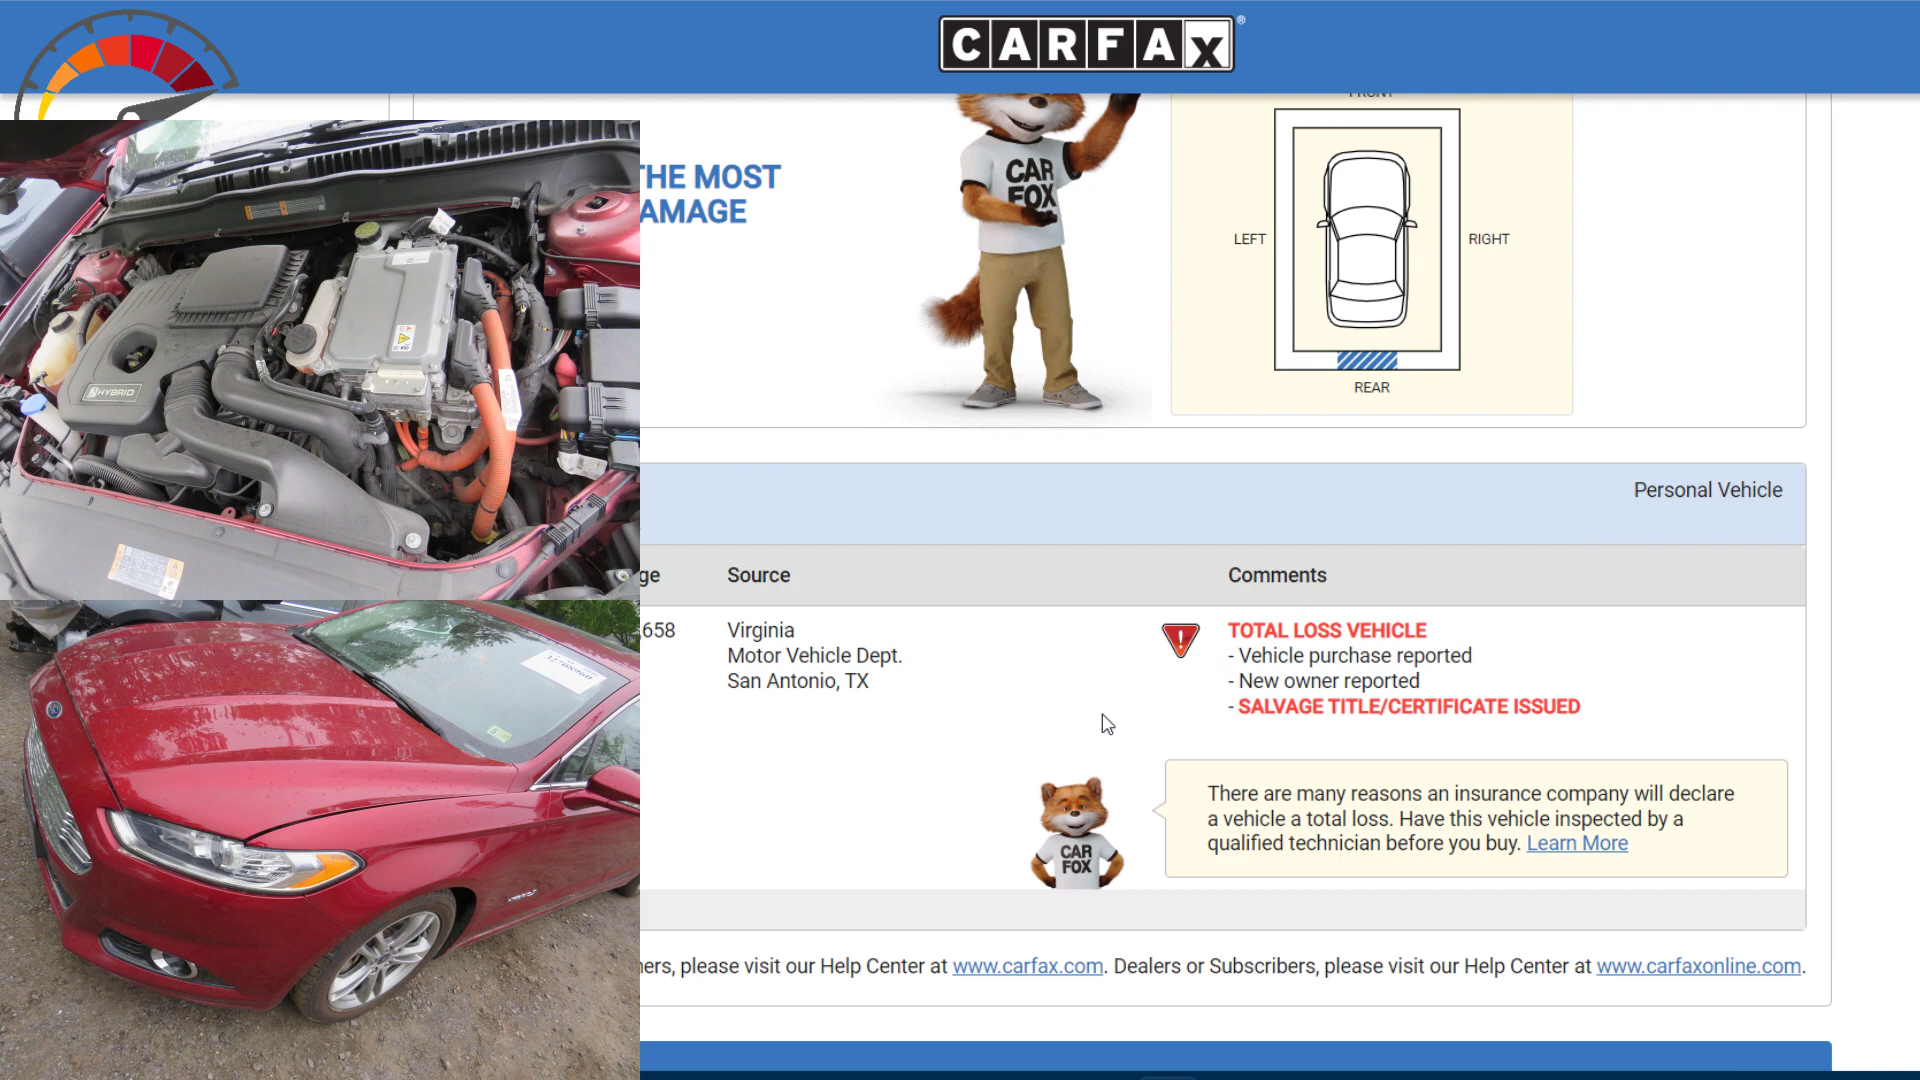 CARFAX®
FRONT
THE MOST
AMAGE
CAR
FOX
LEFT
RIGHT
REAR
HYBRID
Personal Vehicle
ge
Source
Comments
658
Virginia
Motor Vehicle Dept.
San Antonio, TX
TOTAL LOSS VEHICLE
- Vehicle purchase reported
- New owner reported
- SALVAGE TITLE/CERTIFICATE ISSUED
There are many reasons an insurance company will declare
a vehicle a total loss. Have this vehicle inspected by a
qualified technician before you buy. Learn More
CAR
FOX
ers, please visit our Help Center at www.carfax.com. Dealers or Subscribers, please visit our Help Center at www.carfaxonline.com.